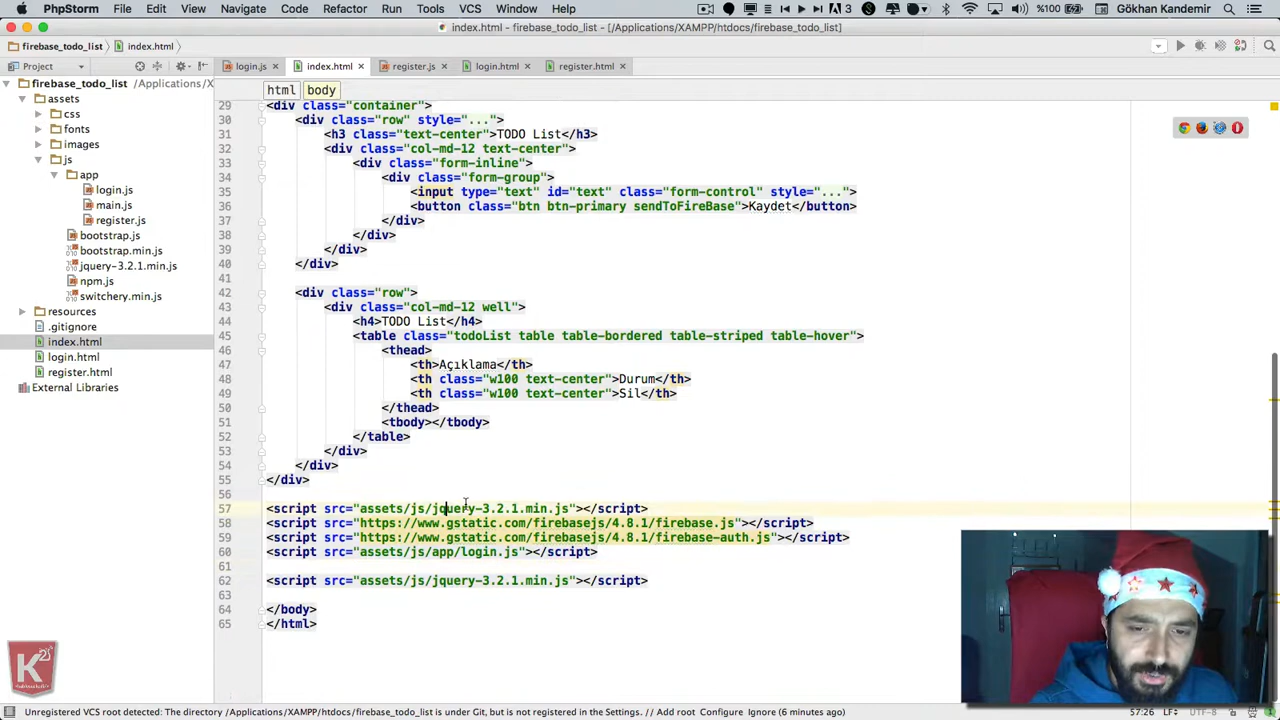 PhpStorm File Edit View Navigate Code Refactor Run Tools VCS Window Help
3 %100 Gökhan Kandemir
index.html - firebase_todo_list - [/Applications/XAMPP/htdocs/firebase_todo_list]
firebase_todo_list index.html
Project login.js index.html register.js login.html register.html
html body
firebase_todo_list /Applications/X
assets
css
fonts
images
js
app
login.js
main.js
register.js
bootstrap.js
bootstrap.min.js
jquery-3.2.1.min.js
npm.js
switchery.min.js
resources
.gitignore
index.html
login.html
register.html
External Libraries
29 <div class="container">
30 <div class="row" style="...">
31 <h3 class="text-center">TODO List</h3>
32 <div class="col-md-12 text-center">
33 <div class="form-inline">
34 <div class="form-group">
35 <input type="text" id="text" class="form-control" style="...">
36 <button class="btn btn-primary sendToFireBase">Kaydet</button>
37 </div>
38 </div>
39 </div>
40 </div>
41
42 <div class="row">
43 <div class="col-md-12 well">
44 <h4>TODO List</h4>
45 <table class="todoList table table-bordered table-striped table-hover">
46 <thead>
47 <th>Açıklama</th>
48 <th class="w100 text-center">Durum</th>
49 <th class="w100 text-center">Sil</th>
50 </thead>
51 <tbody></tbody>
52 </table>
53 </div>
54 </div>
55 </div>
56
57 <script src="assets/js/jquery-3.2.1.min.js"></script>
58 <script src="https://www.gstatic.com/firebasejs/4.8.1/firebase.js"></script>
59 <script src="https://www.gstatic.com/firebasejs/4.8.1/firebase-auth.js"></script>
60 <script src="assets/js/app/login.js"></script>
61
62 <script src="assets/js/jquery-3.2.1.min.js"></script>
63
64 </body>
65 </html>
K
Unregistered VCS root detected: The directory /Applications/XAMPP/htdocs/firebase_todo_list is under Git, but is not registered in the Settings. // Add root Configure Ignore (6 minutes ago) 57:26 LF UTF-8